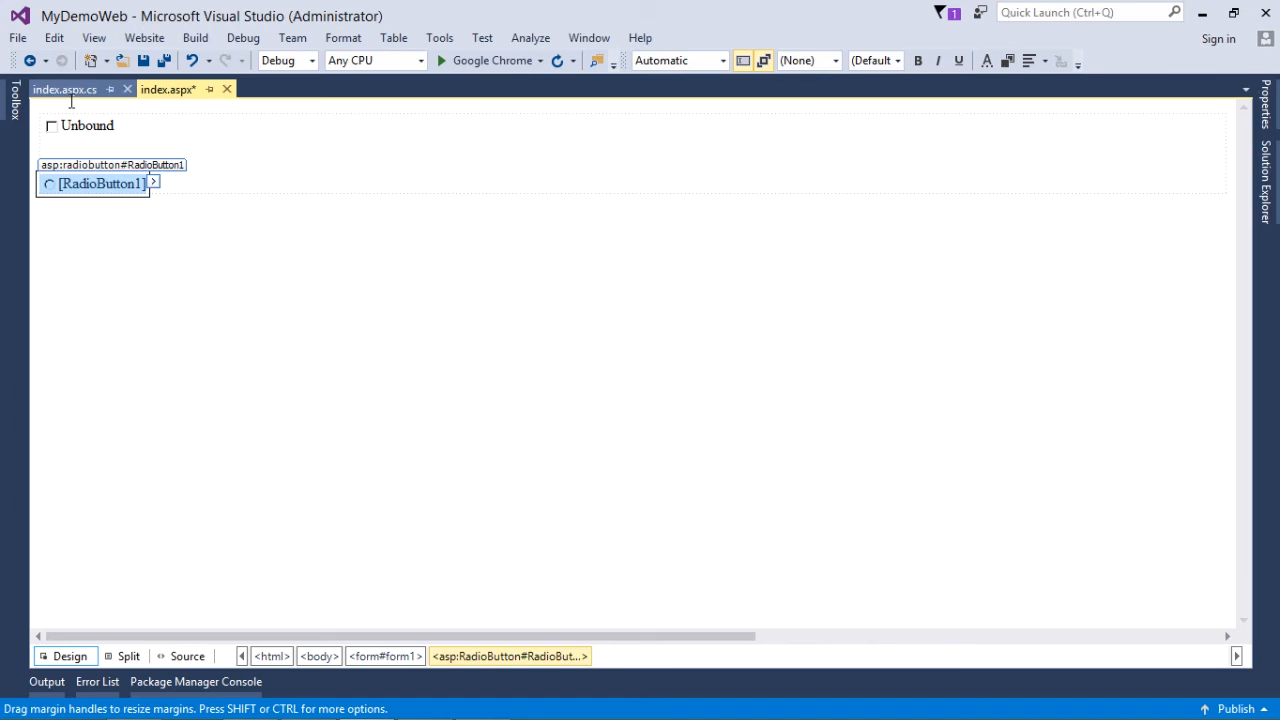 MyDemoWeb - Microsoft Visual Studio (Administrator)
1
Quick Launch (Ctrl+Q)
File Edit View Website Build Debug Team Format Table Tools Test Analyze Window Help
Sign in
Debug Any CPU Google Chrome Automatic (None) (Default B I U A
Toolbox
index.aspx.cs index.aspx*
Unbound
asp:radiobutton#RadioButton1
[RadioButton1]
Properties
Solution Explorer
Design Split Source <html> <body> <form#form1> <asp:RadioButton#RadioBut...>
Output Error List Package Manager Console
Drag margin handles to resize margins. Press SHIFT or CTRL for more options.
Publish